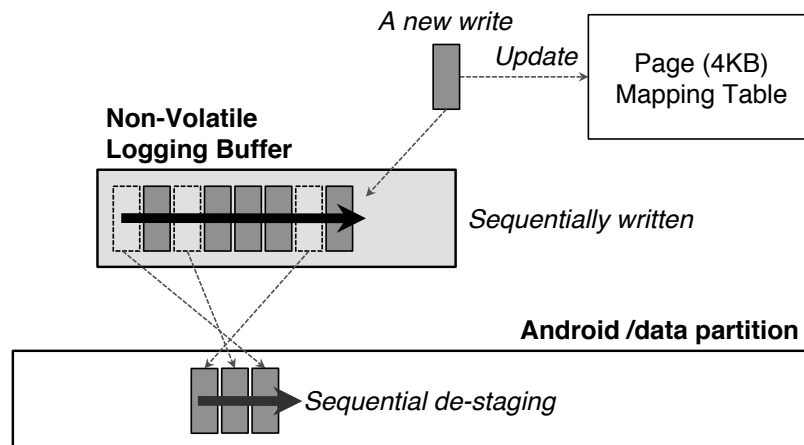 A new write
Update
Page (4KB)
Mapping Table
Non-Volatile
Logging Buffer
Sequentially written
Android /data partition
Sequential de-staging